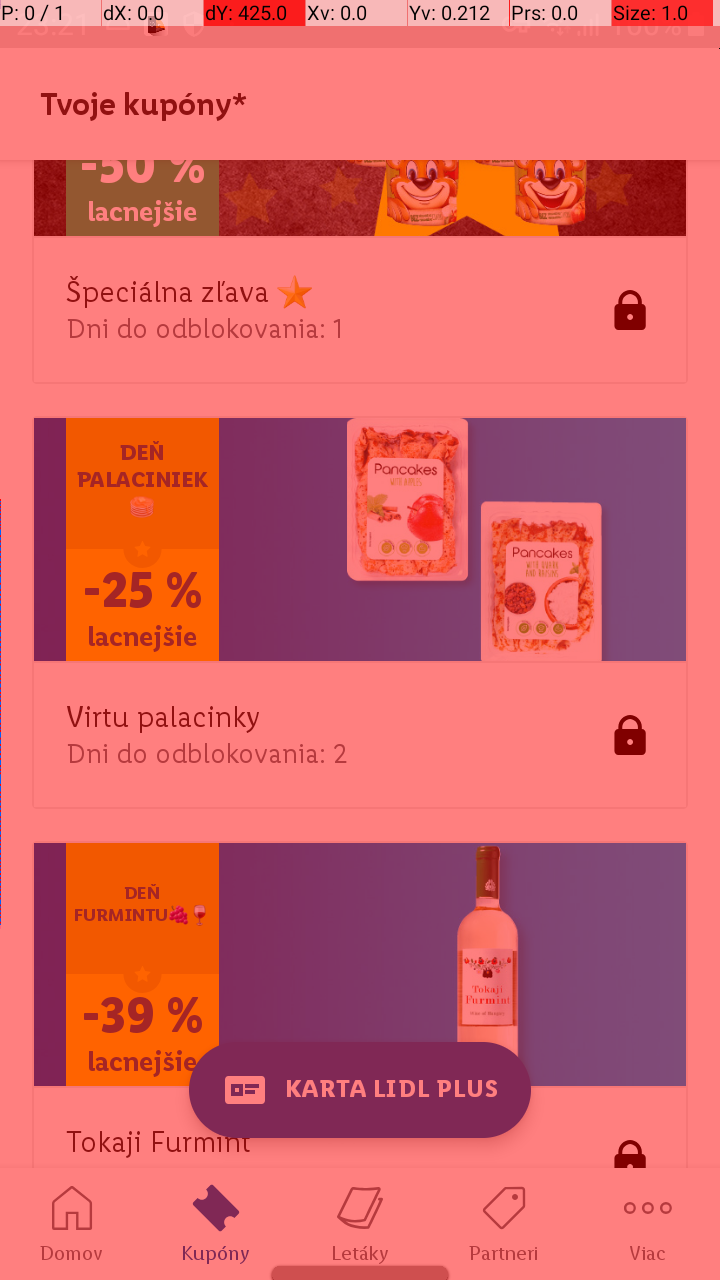 P: 0 / 1 dX: 0.0 dY: 425.0 Xv: 0.0 Yv: 0.212 Prs: 0.0 Size: 1.0
23:21 100%
Tvoje kupóny*
-50 %
lacnejšie
Špeciálna zľava
Dni do odblokovania: 1
DEŇ
PALACINIEK
-25 %
lacnejšie
Pancakes
WITH APPLES
Pancakes
Virtu palacinky
Dni do odblokovania: 2
DEŇ
FURMINTU
-39 %
lacnejšie
Tokaji
Furmint
KARTA LIDL PLUS
Tokaji Furmint
Domov Kupóny Letáky Partneri Viac